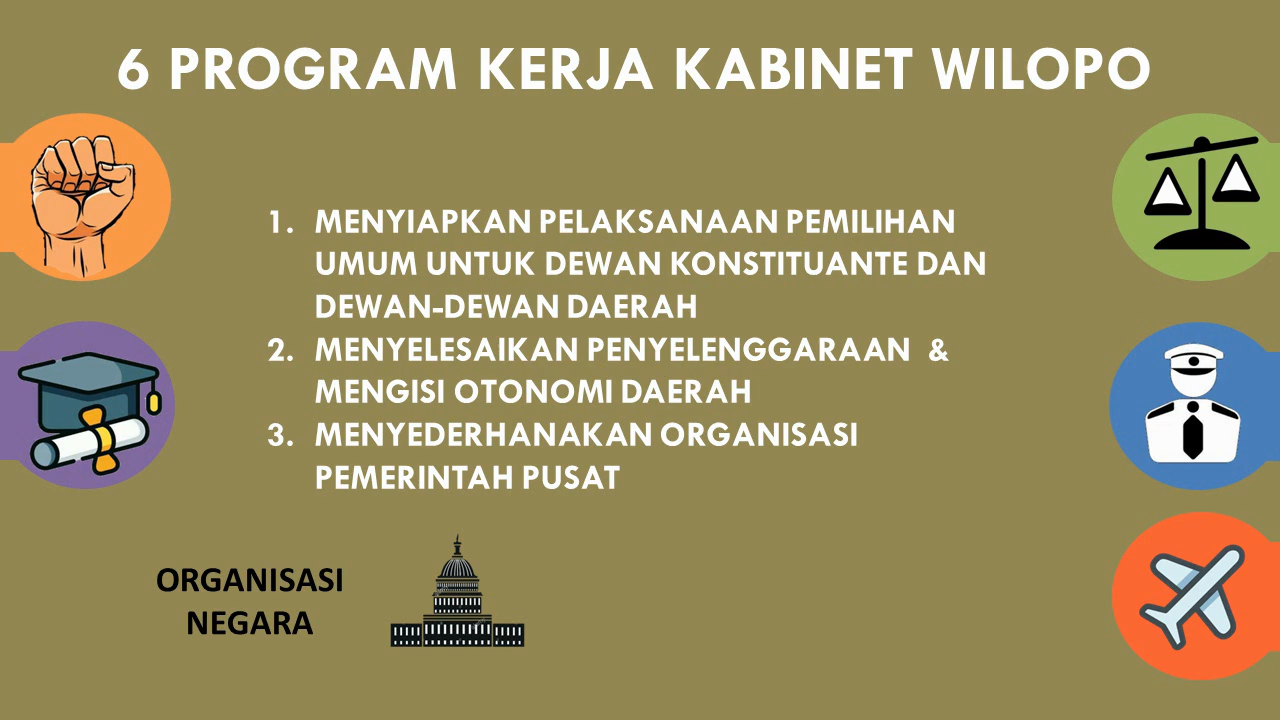 6 PROGRAM KERJA KABINET WILOPO
1. MENYIAPKAN PELAKSANAAN PEMILIHAN
UMUM UNTUK DEWAN KONSTITUANTE DAN
DEWAN-DEWAN DAERAH
2. MENYELESAIKAN PENYELENGGARAAN &
MENGISI OTONOMI DAERAH
3. MENYEDERHANAKAN ORGANISASI
PEMERINTAH PUSAT
ORGANISASI
NEGARA